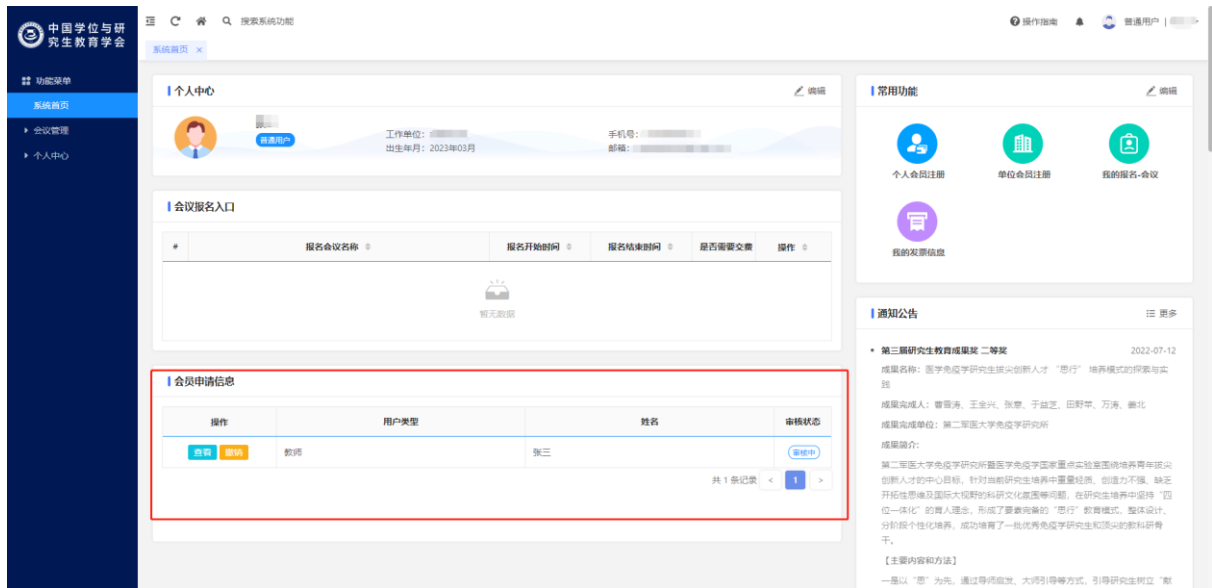 中国学位与研
究生教育学会
搜索系统功能
操作指南
普通用户 |
系统首页 ×
功能菜单
系统首页
会议管理
个人中心
个人中心
编辑
普通用户
工作单位：
手机号：
出生年月：2023年03月
邮箱：
常用功能
编辑
个人会员注册
单位会员注册
我的报名-会议
我的发票信息
会议报名入口
# 报名会议名称 报名开始时间 报名结束时间 是否需要交费 操作
暂无数据
会员申请信息
操作 用户类型 姓名 审核状态
查看 撤销 教师 张三 审核中
共 1 条记录 < 1 >
通知公告
更多
第三届研究生教育成果奖 二等奖 2022-07-12
成果名称：医学免疫学研究生拔尖创新人才 “思行” 培养模式的探索与实
践
成果完成人：曹雪涛、王全兴、张意、于益芝、田野苹、万涛、姜北
成果完成单位：第二军医大学免疫学研究所
成果简介：
第二军医大学免疫学研究所暨医学免疫学国家重点实验室围绕培养青年拔尖
创新人才的中心目标，针对当前研究生培养中重量轻质、创造力不强、缺乏
开拓性思维及国际大视野的科研文化氛围等问题，在研究生培养中坚持“四
位一体化”的育人理念，形成了要素完备的“思行”教育模式，整体设计、
分阶段个性化培养，成功培育了一批优秀免疫学研究生和顶尖的教科研骨
干。
【主要内容和方法】
一是以“思”为先，通过导师启发、大师引导等方式，引导研究生树立“献